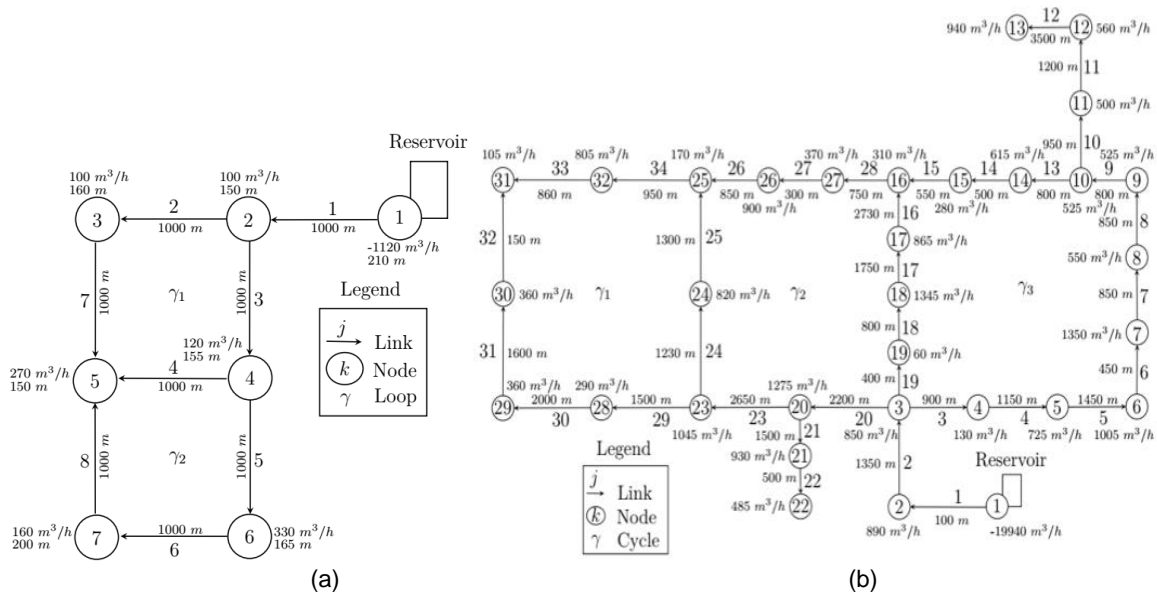 Reservoir
100 m³/h
160 m
100 m³/h
150 m
3
2
1000 m
2
1
1000 m
1
-1120 m³/h
210 m
7
1000 m
γ1
1000 m
3
120 m³/h
155 m
270 m³/h
150 m
5
4
1000 m
4
8
1000 m
γ2
1000 m
5
160 m³/h
200 m
7
1000 m
6
6
330 m³/h
165 m
Legend
j
Link
k
Node
γ
Loop
(a)
940 m³/h
13
12
3500 m
12
560 m³/h
1200 m
11
11
500 m³/h
950 m
10
105 m³/h
31
33
860 m
805 m³/h
32
34
950 m
170 m³/h
25
26
850 m
26
900 m³/h
27
300 m
370 m³/h
27
28
750 m
310 m³/h
16
15
550 m
15
280 m³/h
14
500 m
615 m³/h
14
13
800 m
10
525 m³/h
9
800 m
525 m³/h
9
32
150 m
1300 m
25
2730 m
16
17
865 m³/h
850 m
8
8
550 m³/h
30
360 m³/h
γ1
24
820 m³/h
γ2
1750 m
17
18
1345 m³/h
γ3
850 m
7
7
1350 m³/h
31
1600 m
1230 m
24
800 m
18
19
60 m³/h
400 m
19
450 m
6
360 m³/h
29
2000 m
30
290 m³/h
28
1500 m
29
23
1045 m³/h
2650 m
23
1275 m³/h
20
2200 m
20
3
850 m³/h
900 m
3
4
130 m³/h
1150 m
4
5
725 m³/h
1450 m
5
6
1005 m³/h
1500 m
21
930 m³/h
21
500 m
22
485 m³/h
22
1350 m
2
2
890 m³/h
1
100 m
1
-19940 m³/h
Reservoir
Legend
j
Link
k
Node
γ
Cycle
(b)